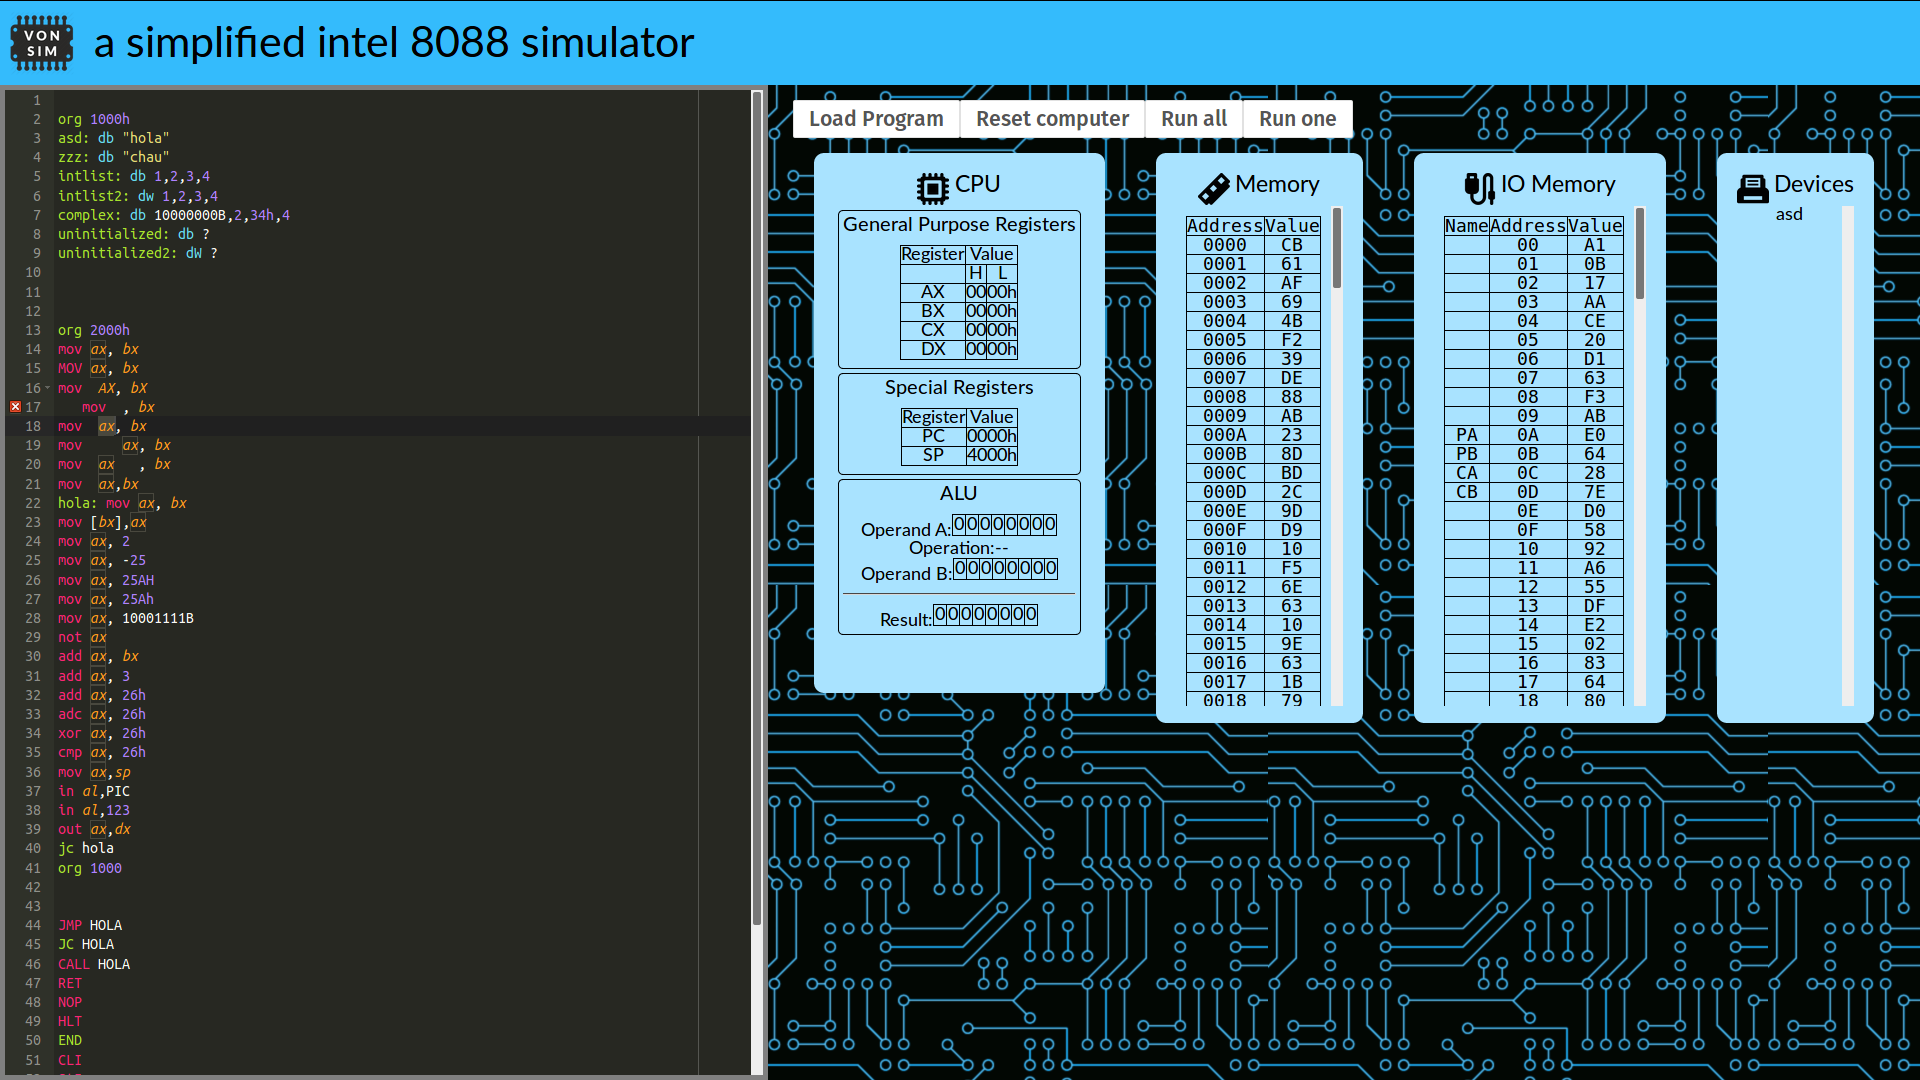 VON
SIM
a simplified intel 8088 simulator
1
2 org 1000h
3 asd: db "hola"
4 zzz: db "chau"
5 intlist: db 1,2,3,4
6 intlist2: dw 1,2,3,4
7 complex: db 10000000B,2,34h,4
8 uninitialized: db ?
9 uninitialized2: dW ?
10
11
12
13 org 2000h
14 mov ax, bx
15 MOV ax, bx
16 mov AX, bX
17 mov , bx
18 mov ax, bx
19 mov ax, bx
20 mov ax , bx
21 mov ax,bx
22 hola: mov ax, bx
23 mov [bx],ax
24 mov ax, 2
25 mov ax, -25
26 mov ax, 25AH
27 mov ax, 25Ah
28 mov ax, 10001111B
29 not ax
30 add ax, bx
31 add ax, 3
32 add ax, 26h
33 adc ax, 26h
34 xor ax, 26h
35 cmp ax, 26h
36 mov ax,sp
37 in al,PIC
38 in al,123
39 out ax,dx
40 jc hola
41 org 1000
42
43
44 JMP HOLA
45 JC HOLA
46 CALL HOLA
47 RET
48 NOP
49 HLT
50 END
51 CLI
Load Program Reset computer Run all Run one
CPU
General Purpose Registers
Register Value
H L
AX 0000h
BX 0000h
CX 0000h
DX 0000h
Special Registers
Register Value
PC 0000h
SP 4000h
ALU
Operand A: 00000000
Operation:--
Operand B: 00000000
Result: 00000000
Memory
Address Value
0000 CB
0001 61
0002 AF
0003 69
0004 4B
0005 F2
0006 39
0007 DE
0008 88
0009 AB
000A 23
000B 8D
000C BD
000D 2C
000E 9D
000F D9
0010 10
0011 F5
0012 6E
0013 63
0014 10
0015 9E
0016 63
0017 1B
0018 79
IO Memory
Name Address Value
00 A1
01 0B
02 17
03 AA
04 CE
05 20
06 D1
07 63
08 F3
09 AB
PA 0A E0
PB 0B 64
CA 0C 28
CB 0D 7E
0E D0
0F 58
10 92
11 A6
12 55
13 DF
14 E2
15 02
16 83
17 64
18 80
Devices
asd